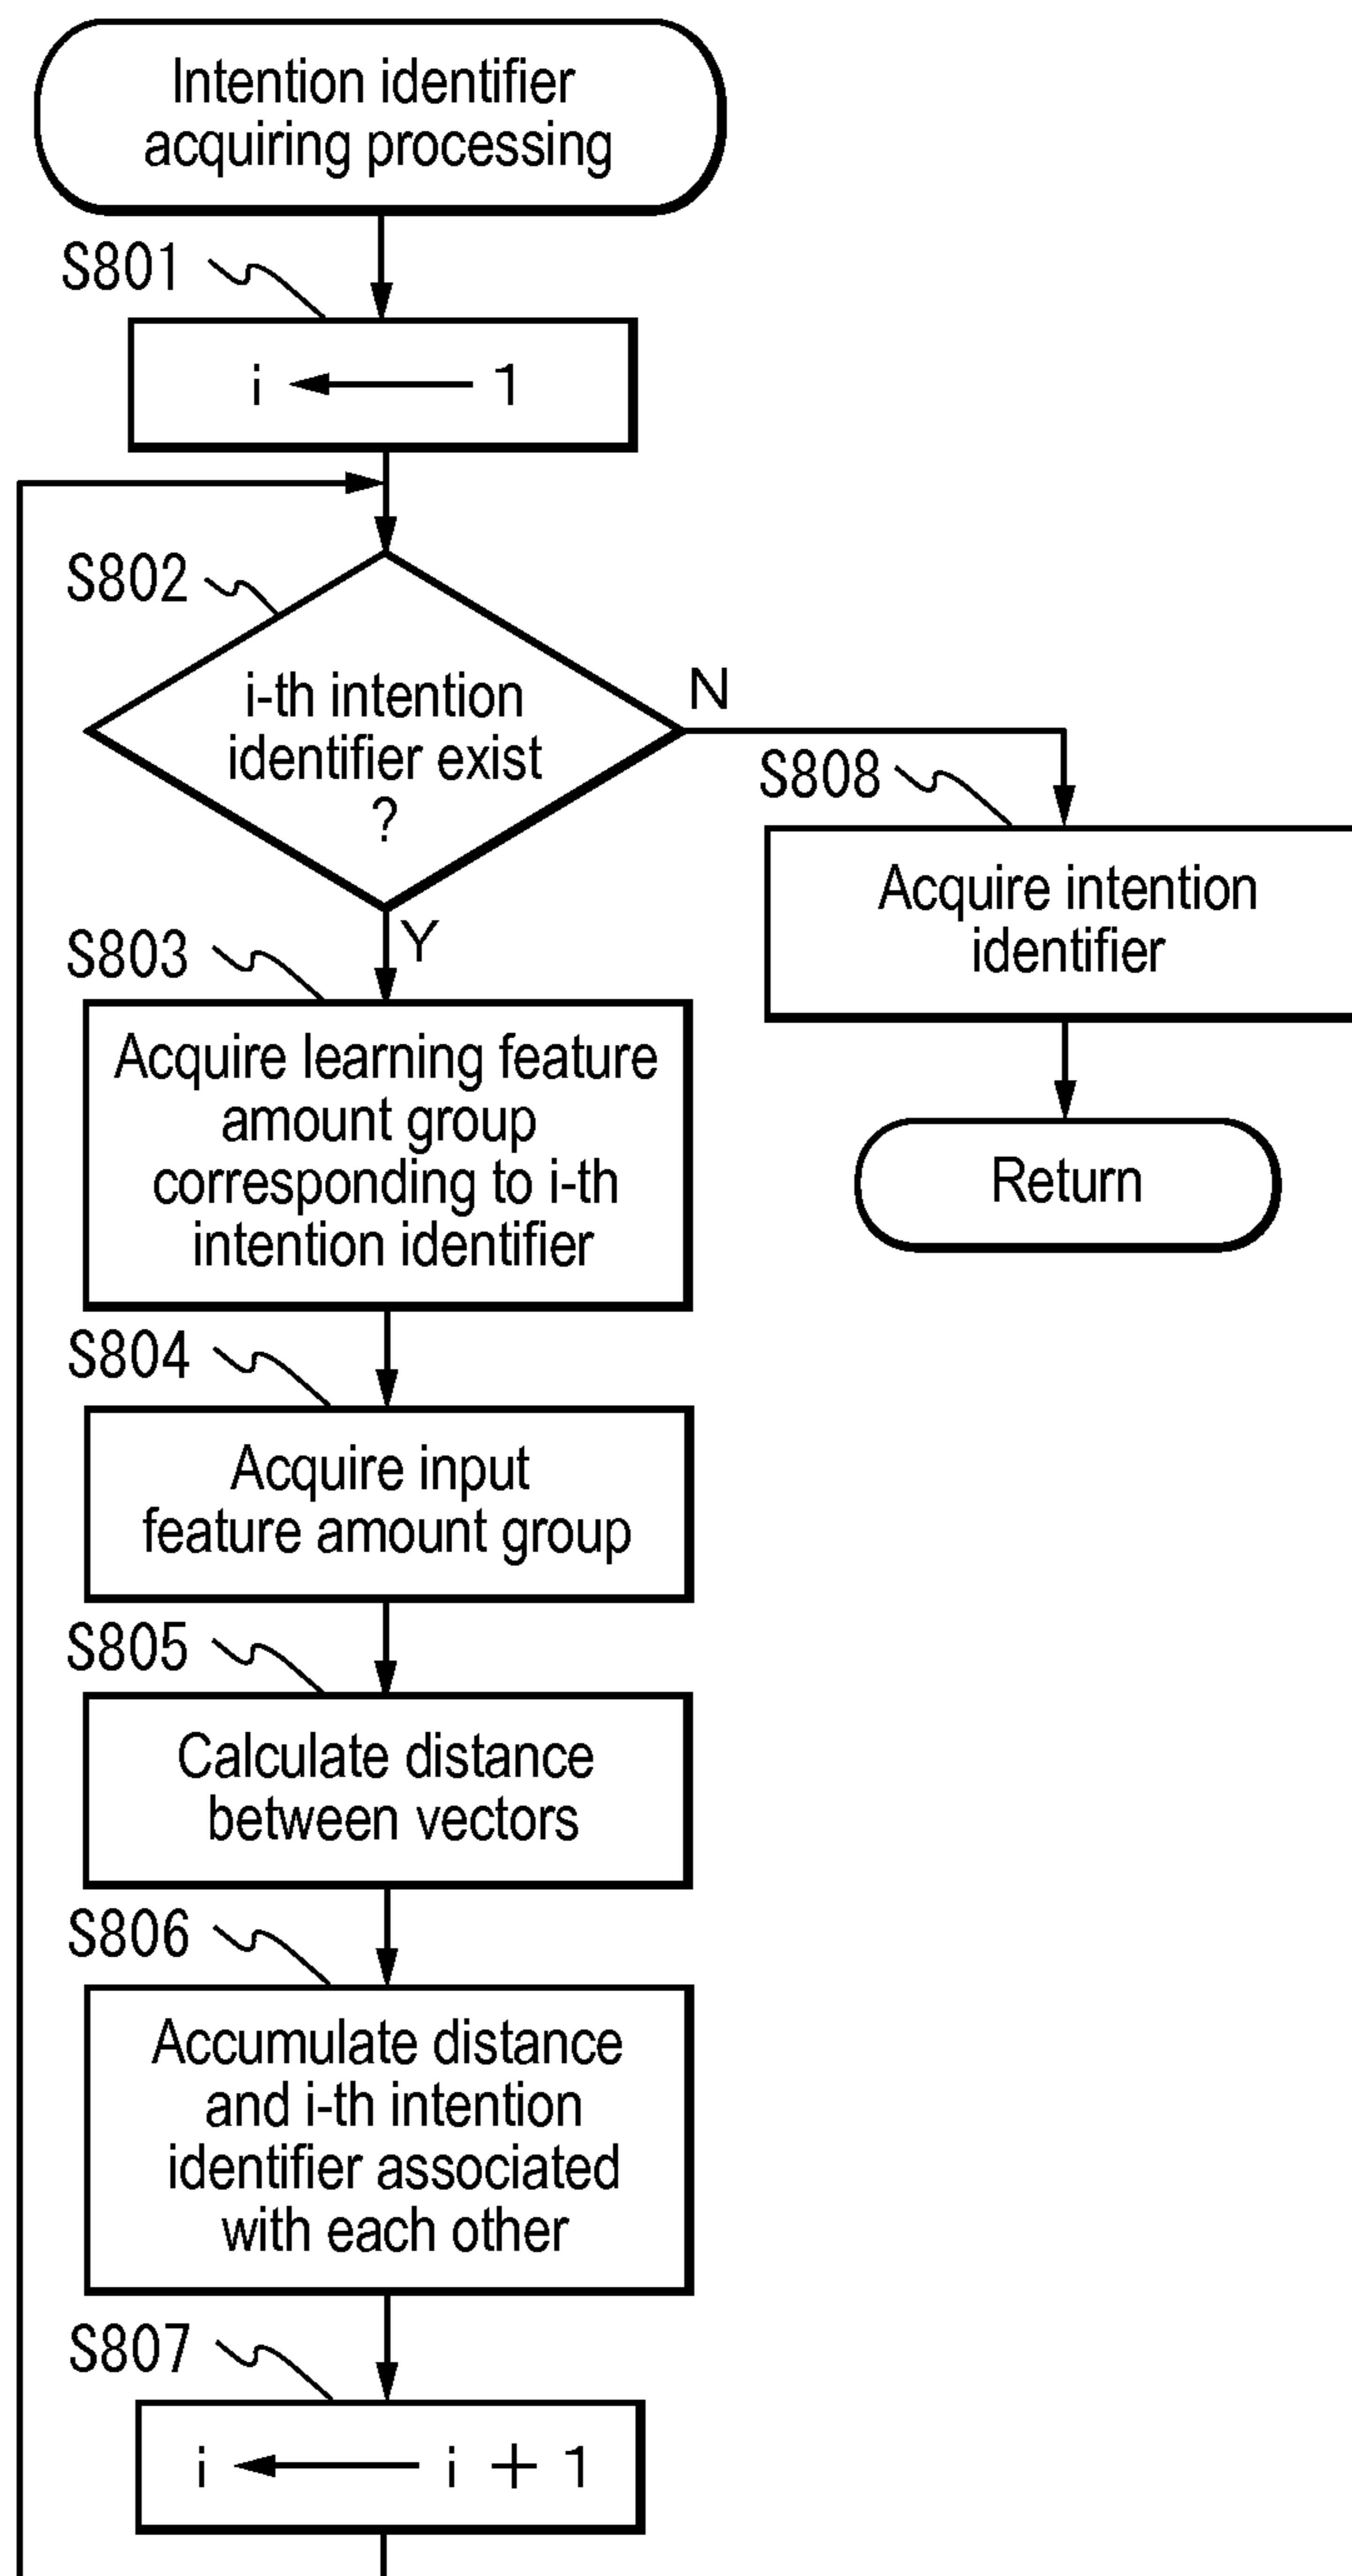 Intention identifier
acquiring processing
S801
i ← 1
S802
i-th intention
identifier exist
?
N
Y
S808
Acquire intention
identifier
Return
S803
Acquire learning feature
amount group
corresponding to i-th
intention identifier
S804
Acquire input
feature amount group
S805
Calculate distance
between vectors
S806
Accumulate distance
and i-th intention
identifier associated
with each other
S807
i ← i + 1